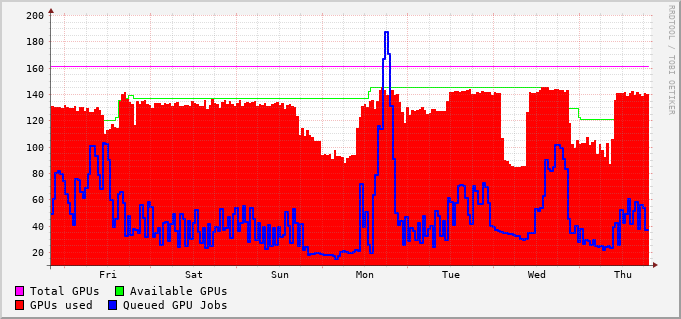 200
180
160
140
120
100
80
60
40
20
Fri Sat Sun Mon Tue Wed Thu
Total GPUs Available GPUs
GPUs used Queued GPU Jobs
RRDTOOL / TOBI OETIKER